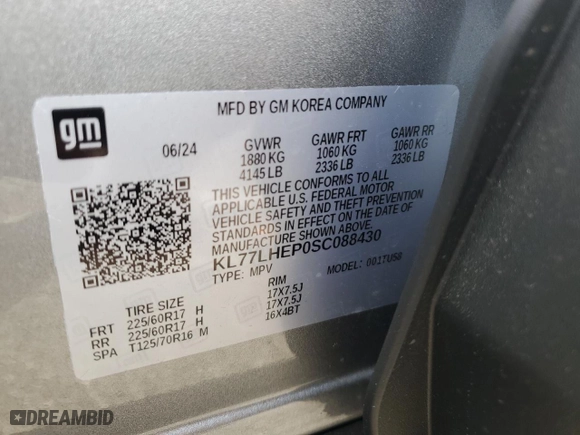 gm
MFD BY GM KOREA COMPANY
06/24
GVWR GAWR FRT GAWR RR
1880 KG 1060 KG 1060 KG
4145 LB 2336 LB 2336 LB
THIS VEHICLE CONFORMS TO ALL
APPLICABLE U.S. FEDERAL MOTOR
VEHICLE SAFETY AND THEFT PREVENTION
STANDARDS IN EFFECT ON THE DATE OF
MANUFACTURE SHOWN ABOVE.
KL77LHEP0SC088430
TYPE: MPV MODEL: 001TU58
TIRE SIZE RIM
FRT 225/60R17 H 17X7.5J
RR 225/60R17 H 17X7.5J
SPA T125/70R16 M 16X4BT
DREAMBID